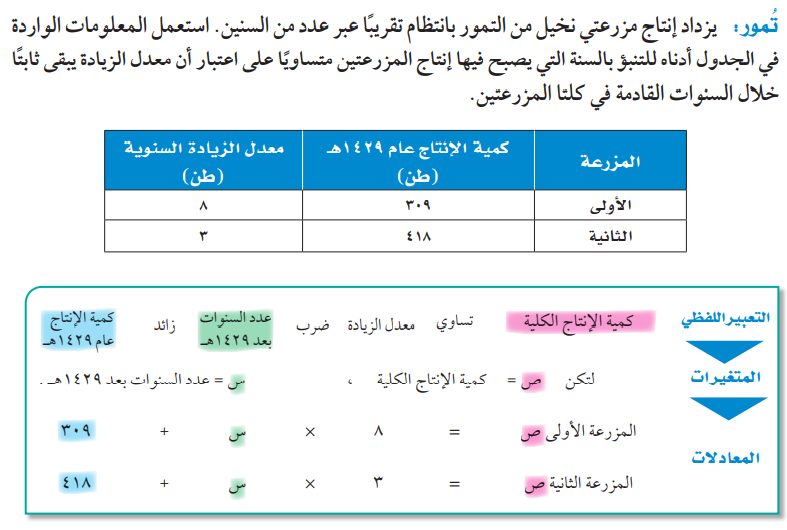 تُمور: يزداد إنتاج مزرعتي نخيل من التمور بانتظام تقريبًا عبر عدد من السنين. استعمل المعلومات الواردة
في الجدول أدناه للتنبؤ بالسنة التي يصبح فيها إنتاج المزرعتين متساويًا على اعتبار أن معدل الزيادة يبقى ثابتًا
خلال السنوات القادمة في كلتا المزرعتين.
المزرعة كمية الإنتاج عام ١٤٢٩هـ (طن) معدل الزيادة السنوية (طن)
الأولى ٣٠٩ ٨
الثانية ٤١٨ ٣
التعبير اللفظي كمية الإنتاج الكلية تساوي معدل الزيادة ضرب عدد السنوات بعد ١٤٢٩هـ زائد كمية الإنتاج عام ١٤٢٩هـ
المتغيرات لتكن ص = كمية الإنتاج الكلية ، س = عدد السنوات بعد ١٤٢٩هـ .
المعادلات
المزرعة الأولى ص = ٨ × س + ٣٠٩
المزرعة الثانية ص = ٣ × س + ٤١٨